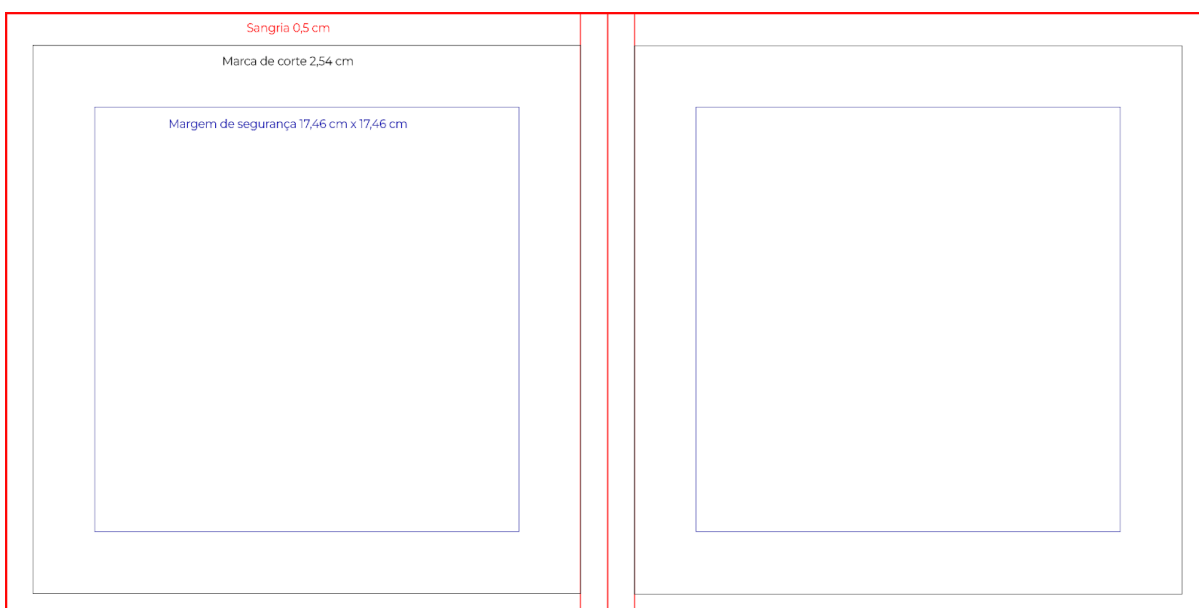 Sangria 0,5 cm
Marca de corte 2,54 cm
Margem de segurança 17,46 cm x 17,46 cm